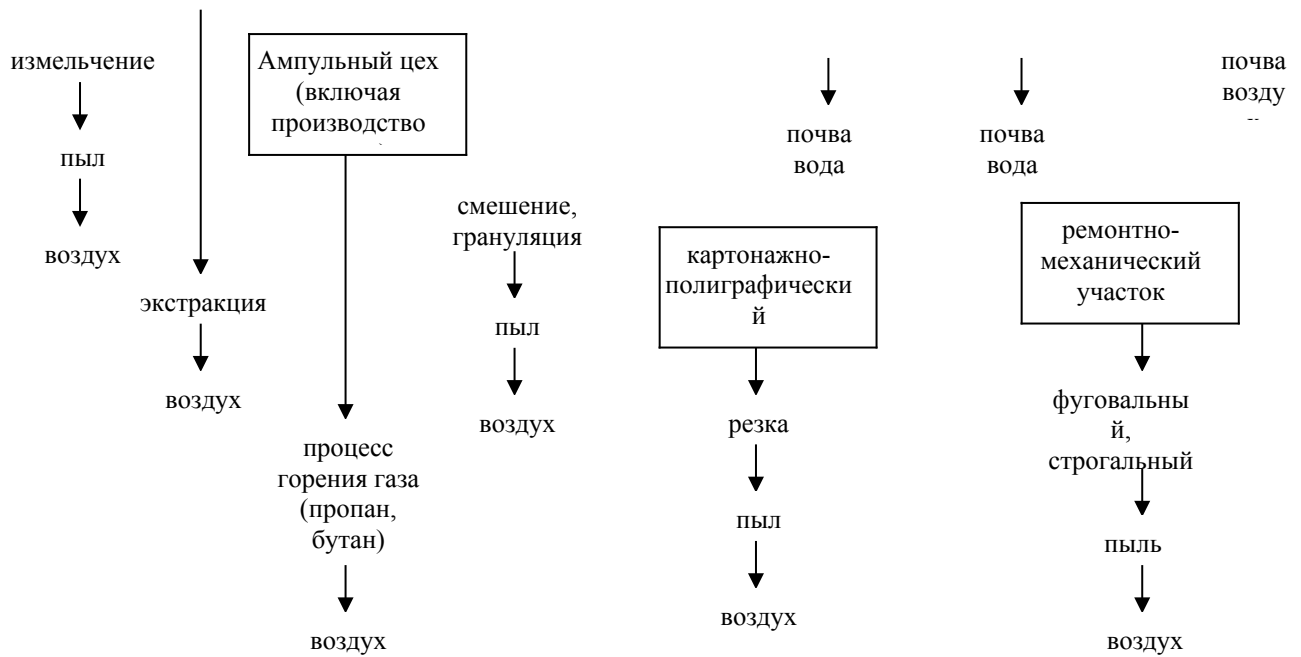 измельчение
пыл
воздух
экстракция
воздух
Ампульный цех
(включая
производство
процесс
горения газа
(пропан,
бутан)
воздух
смешение,
грануляция
пыл
воздух
почва
вода
почва
вода
почва
возду
картонажно-
полиграфически
й
резка
пыл
воздух
ремонтно-
механический
участок
фуговальны
й,
строгальный
пыль
воздух